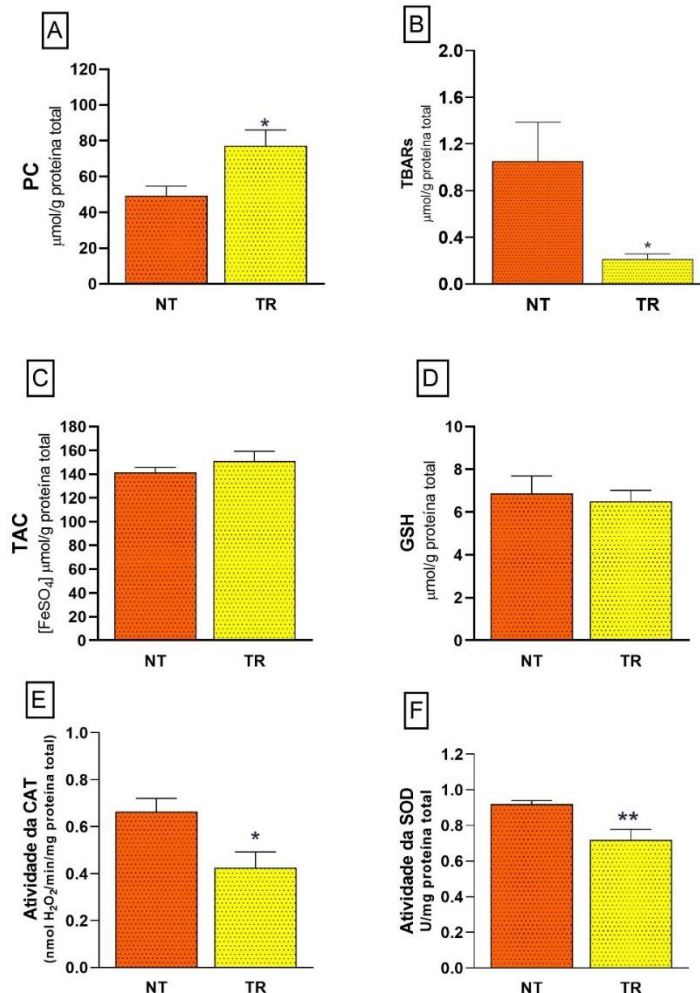 A
PC
µmol/g proteína total
120
100
80
60
40
20
0
*
NT TR
B
TBARs
µmol/g proteína total
2.0
1.6
1.2
0.8
0.4
0.0
*
NT TR
C
TAC
[FeSO₄] µmol/g proteína total
180
160
140
120
100
80
60
40
20
0
NT TR
D
GSH
µmol/g proteína total
10
8
6
4
2
0
NT TR
E
Atividade da CAT
(nmol H₂O₂/min/mg proteína total)
1.0
0.8
0.6
0.4
0.2
0.0
*
NT TR
F
Atividade da SOD
U/mg proteína total
1.2
1.0
0.8
0.6
0.4
0.2
0.0
**
NT TR